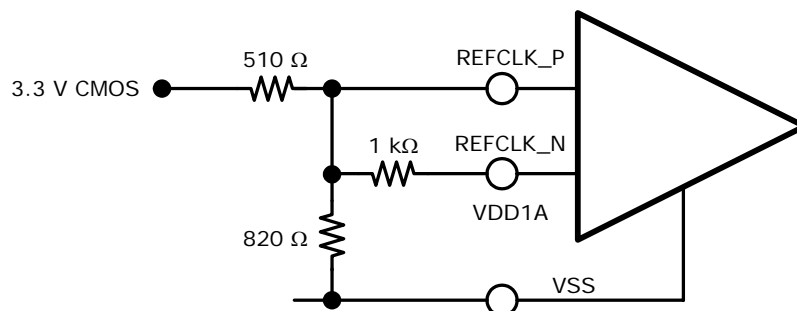 510 Ω
REFCLK_P
3.3 V CMOS
1 kΩ
REFCLK_N
VDD1A
820 Ω
VSS